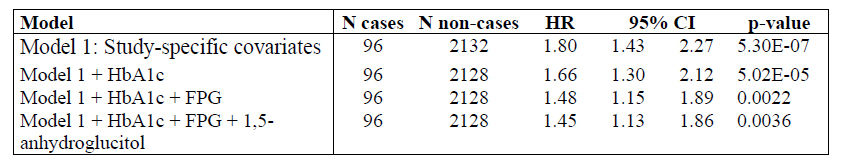 Model N cases N non-cases HR 95% CI p-value
Model 1: Study-specific covariates 96 2132 1.80 1.43 2.27 5.30E-07
Model 1 + HbA1c 96 2128 1.66 1.30 2.12 5.02E-05
Model 1 + HbA1c + FPG 96 2128 1.48 1.15 1.89 0.0022
Model 1 + HbA1c + FPG + 1,5- 96 2128 1.45 1.13 1.86 0.0036
anhydroglucitol